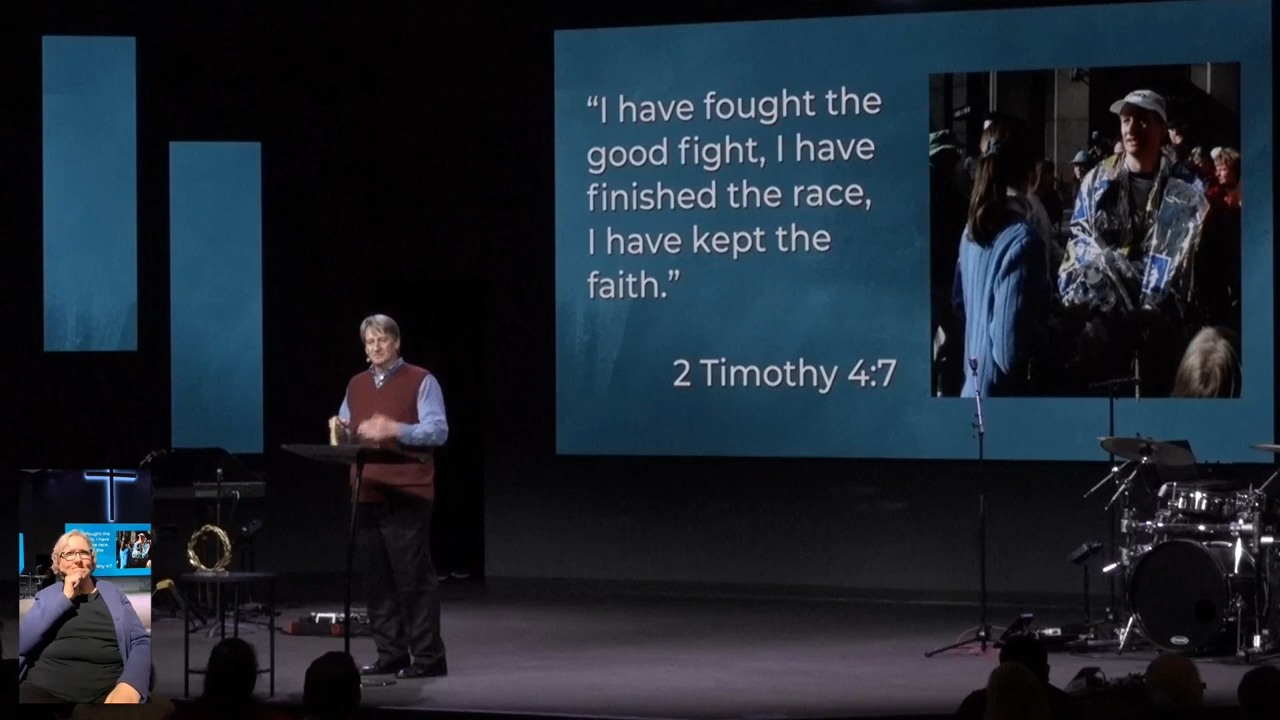 “I have fought the
good fight, I have
finished the race,
I have kept the
faith.”
2 Timothy 4:7